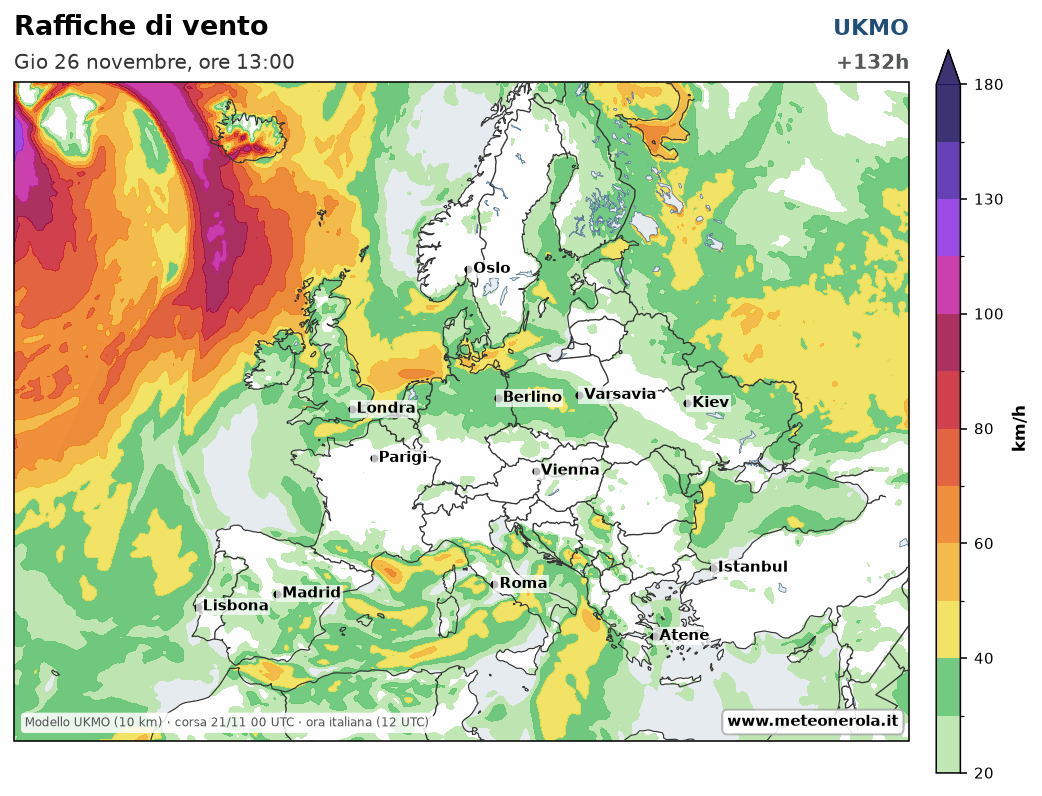 Raffiche di vento
UKMO
Gio 26 novembre, ore 13:00
+132h
180
130
100
80
60
40
20
km/h
Oslo
Londra
Berlino
Varsavia
Kiev
Parigi
Vienna
Istanbul
Roma
Madrid
Lisbona
Atene
Modello UKMO (10 km) · corsa 21/11 00 UTC · ora italiana (12 UTC)
www.meteonerola.it